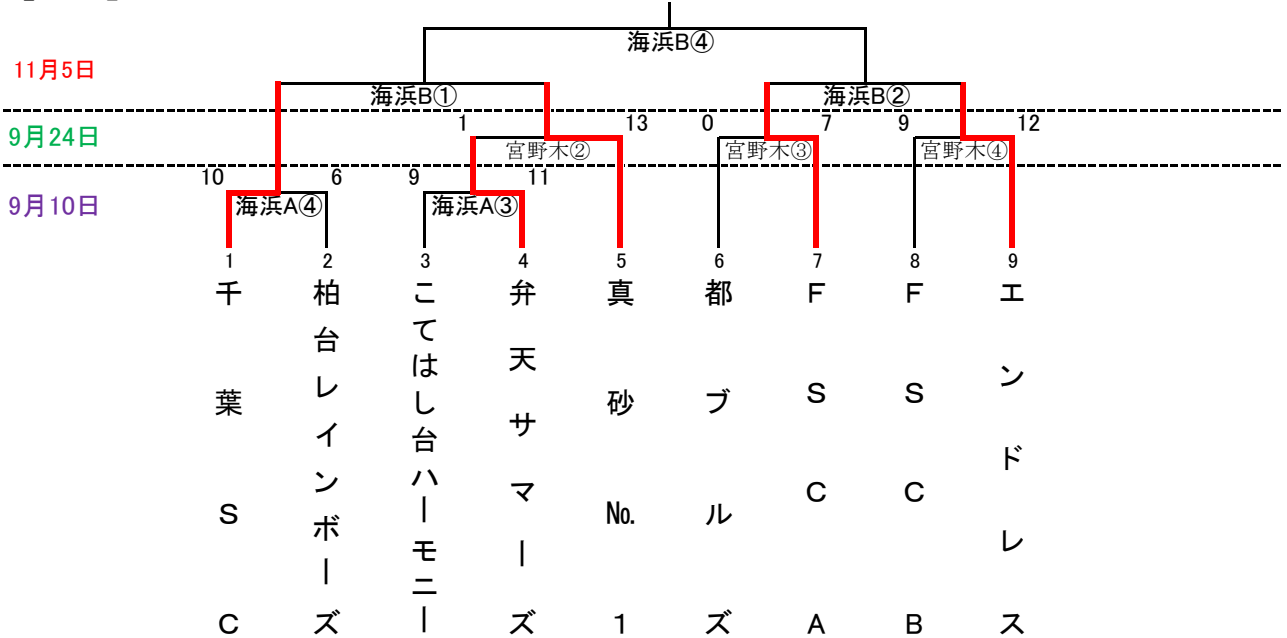 海浜B④
11月5日
海浜B①
海浜B②
1
13
0
7
9
12
9月24日
宮野木②
宮野木③
宮野木④
10
6
9
11
9月10日
海浜A④
海浜A③
1
2
3
4
5
6
7
8
9
千葉SC
柏台レインボーズ
こてはし台ハーモニー
弁天サマーズ
真砂№1
都ブルズ
FSCA
FSCB
エンドレス